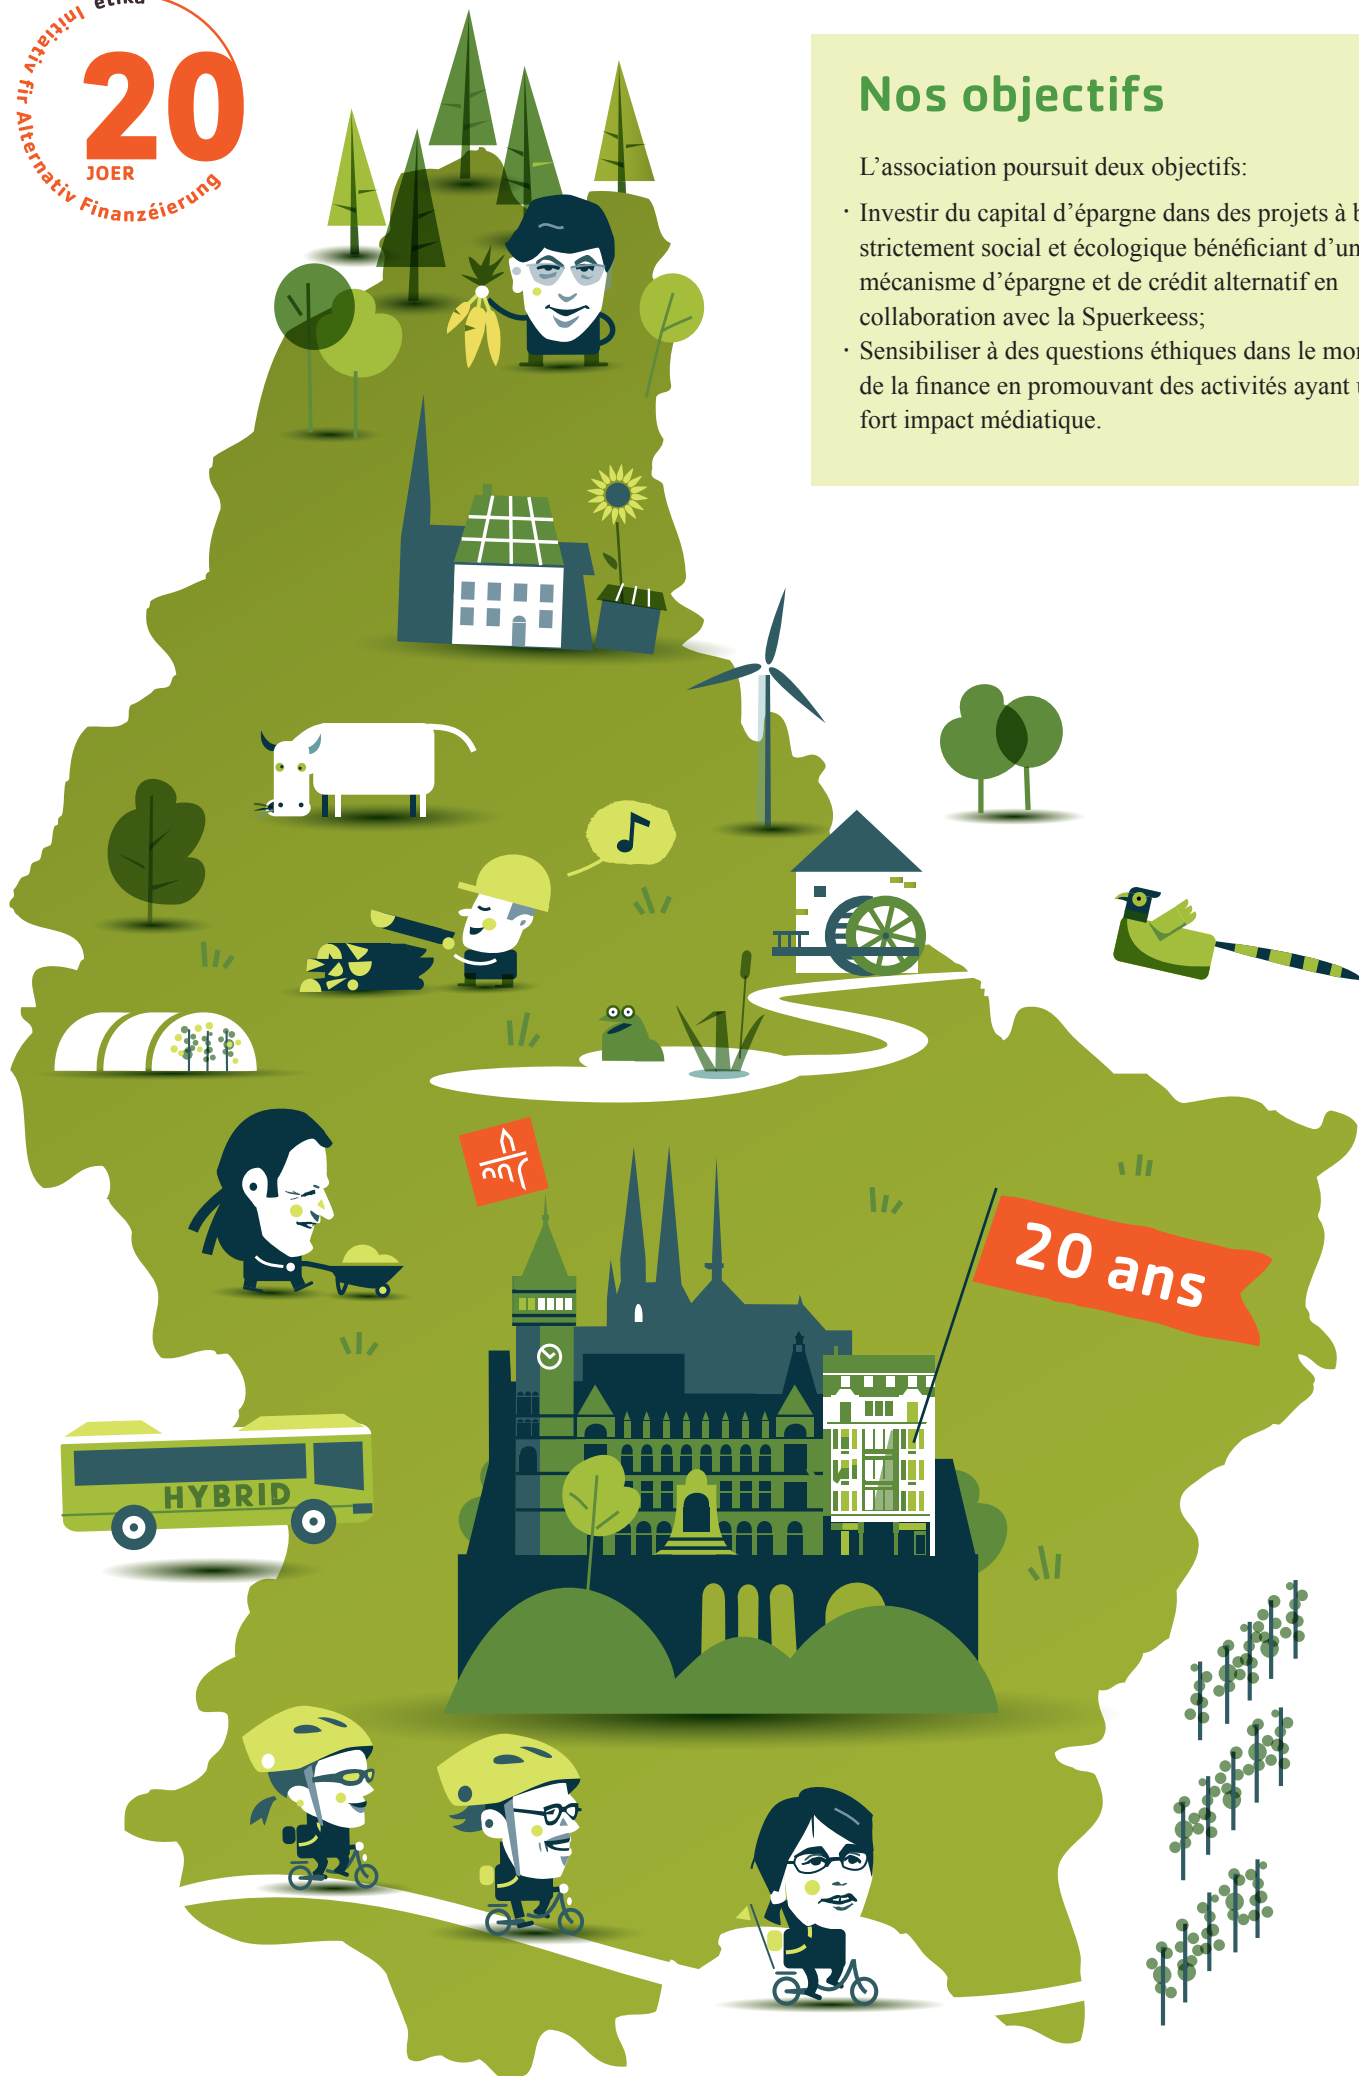 etika
Initiativ fir Alternativ Finanzéierung
20
JOER
Nos objectifs
L’association poursuit deux objectifs:
· Investir du capital d’épargne dans des projets à
strictement social et écologique bénéficiant d’un
mécanisme d’épargne et de crédit alternatif en
collaboration avec la Spuerkeess;
· Sensibiliser à des questions éthiques dans le
de la finance en promouvant des activités ayant
fort impact médiatique.
20 ans
HYBRID